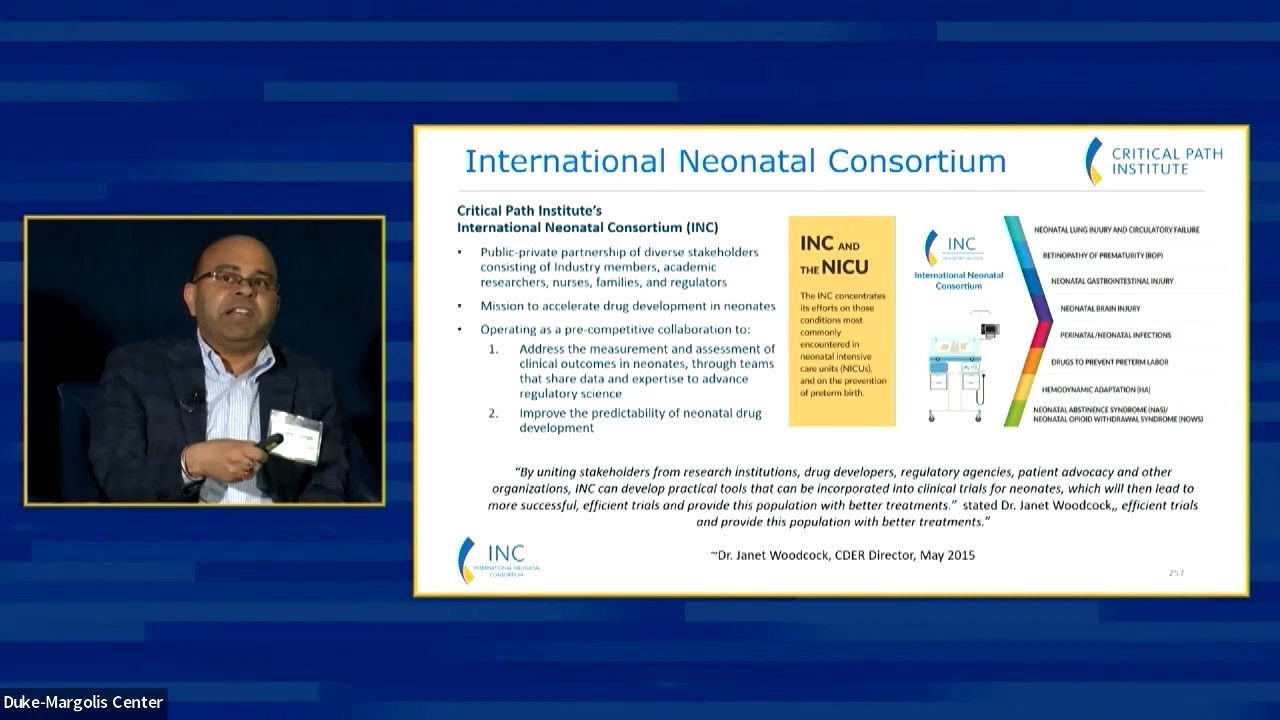 International Neonatal Consortium
CRITICAL PATH
INSTITUTE
Critical Path Institute's
International Neonatal Consortium (INC)
• Public-private partnership of diverse stakeholders
consisting of Industry members, academic
researchers, nurses, families, and regulators
• Mission to accelerate drug development in neonates
• Operating as a pre-competitive collaboration to:
1. Address the measurement and assessment of
clinical outcomes in neonates, through teams
that share data and expertise to advance
regulatory science
2. Improve the predictability of neonatal drug
development
INC AND
THE NICU
The INC concentrates
its efforts on those
conditions most
commonly
encountered in
neonatal intensive
care units (NICUs),
and on the prevention
of preterm birth.
INC
International Neonatal
Consortium
NEONATAL LUNG INJURY AND CIRCULATORY FAILURE
RETINOPATHY OF PREMATURITY (ROP)
NEONATAL GASTROINTESTINAL INJURY
NEONATAL BRAIN INJURY
PERINATAL/NEONATAL INFECTIONS
DRUGS TO PREVENT PRETERM LABOR
HEMODYNAMIC ADAPTATION (HA)
NEONATAL ABSTINENCE SYNDROME (NAS)/
NEONATAL OPIOID WITHDRAWAL SYNDROME (NOWS)
“By uniting stakeholders from research institutions, drug developers, regulatory agencies, patient advocacy and other
organizations, INC can develop practical tools that can be incorporated into clinical trials for neonates, which will then lead to
more successful, efficient trials and provide this population with better treatments.” stated Dr. Janet Woodcock,, efficient trials
and provide this population with better treatments.”
~Dr. Janet Woodcock, CDER Director, May 2015
INC
INTERNATIONAL NEONATAL
CONSORTIUM
257
Duke-Margolis Center